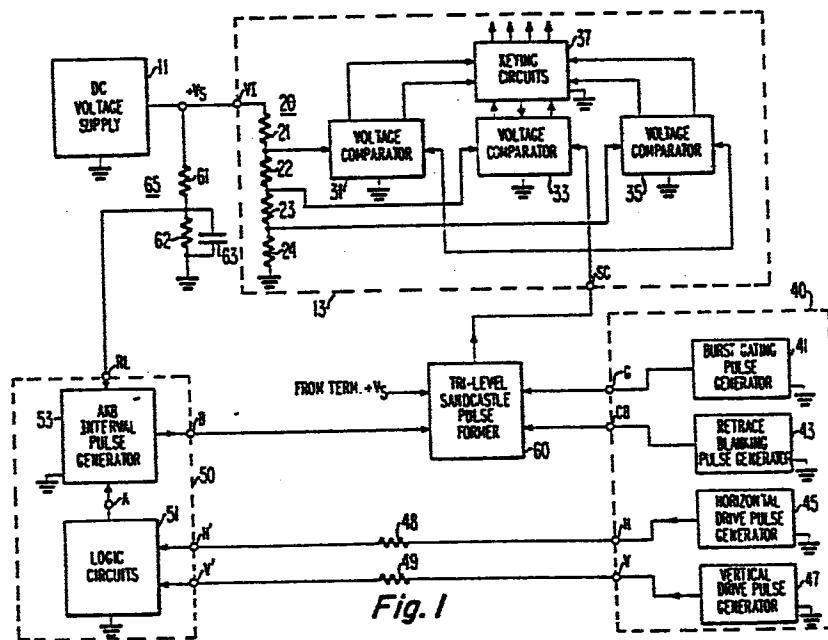 37
KEYING
CIRCUITS
11
DC
VOLTAGE
SUPPLY
+VS
VI
20
21
22
23
24
VOLTAGE
COMPARATOR
31
VOLTAGE
COMPARATOR
33
VOLTAGE
COMPARATOR
35
65
61
62
63
13
SC
40
RL
FROM TERM. +VS
TRI-LEVEL
SANDCASTLE
PULSE
FORMER
60
G
BURST GATING
PULSE
GENERATOR
41
53
AKB
INTERVAL
PULSE
GENERATOR
B
CB
RETRACE
BLANKING
PULSE GENERATOR
43
50
A
51
LOGIC
CIRCUITS
H'
48
H
HORIZONTAL
DRIVE PULSE
GENERATOR
45
V'
49
V
VERTICAL
DRIVE PULSE
GENERATOR
47
Fig. 1